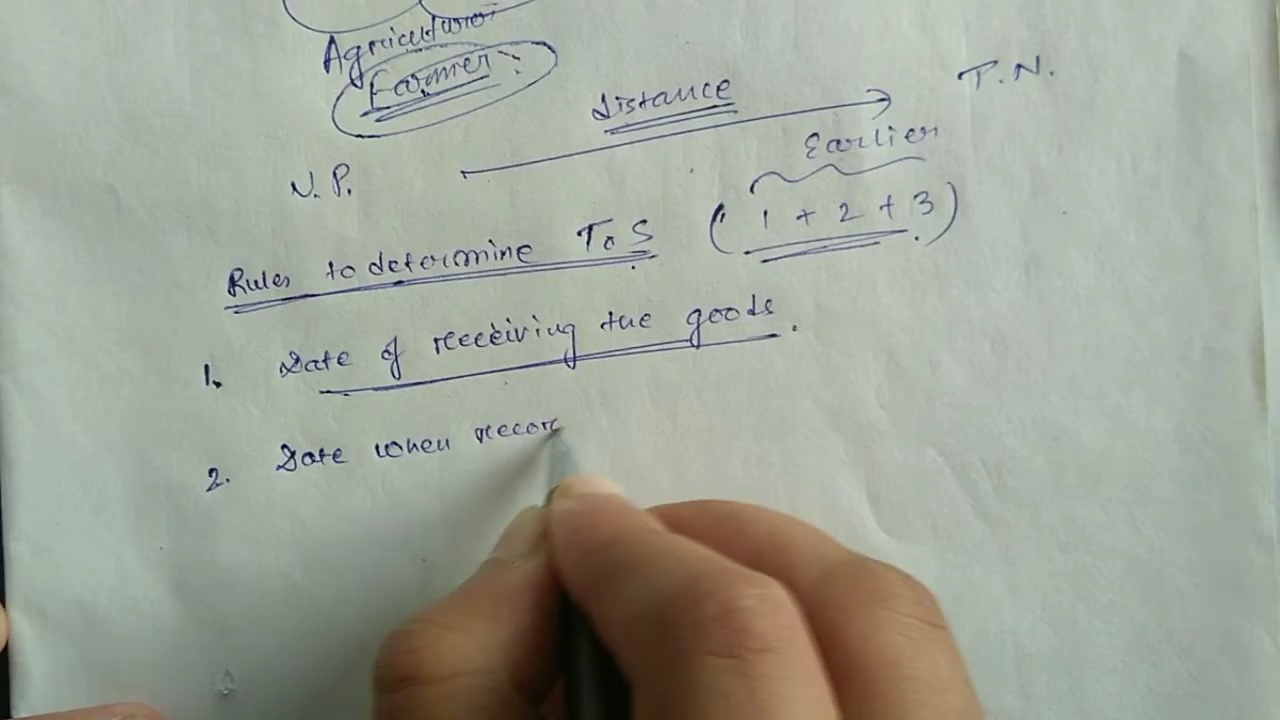 Agriculturer
Farmer
distance
T.N.
Earlier
N.P.
Rules to determine ToS (1 + 2 + 3)
1. Date of receiving the goods.
2. Date when recor